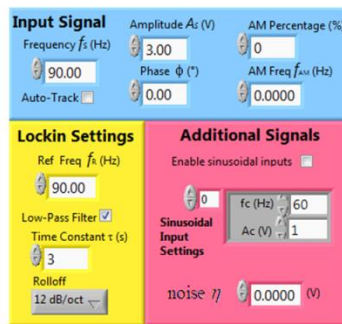 Input Signal
Amplitude As (V)
AM Percentage (%)
Frequency fs (Hz)
3.00
0
90.00
Phase ϕ (°)
AM Freq fAM (Hz)
Auto-Track
0.00
0.0000
Lockin Settings
Ref Freq fR (Hz)
90.00
Low-Pass Filter
Time Constant τ (s)
3
Rolloff
12 dB/oct
Additional Signals
Enable sinusoidal inputs
0
fc (Hz) 60
Sinusoidal
Input
Settings
Ac (V) 1
noise η 0.0000 (V)